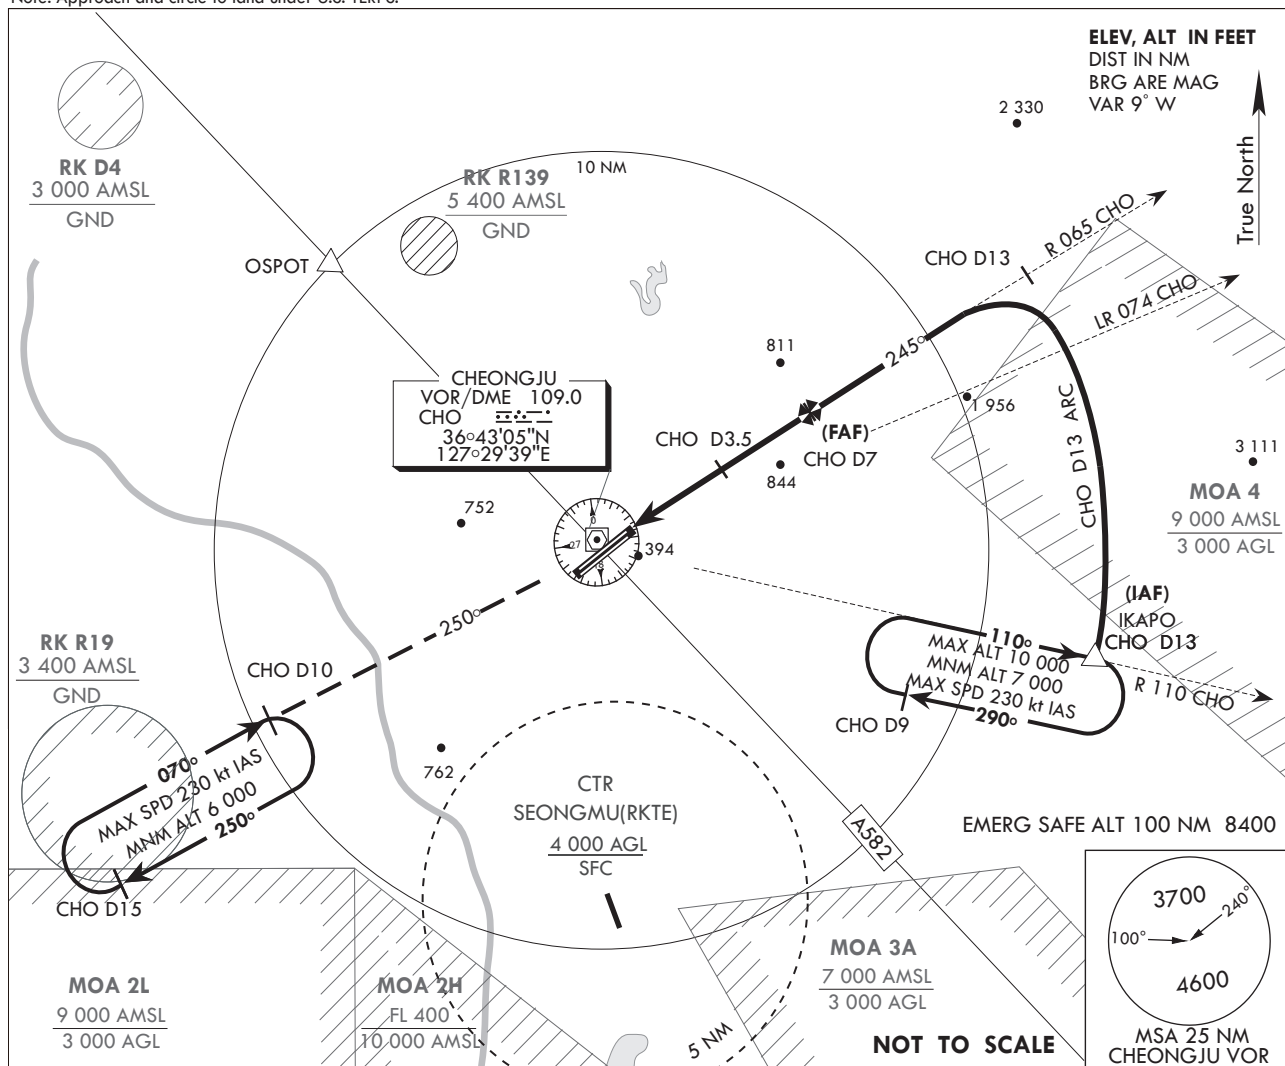 Note: Approach and circle to land under U.S. TERPS.
ELEV, ALT IN FEET
DIST IN NM
BRG ARE MAG
VAR 9° W
True North
2 330
RK D4
3 000 AMSL
GND
10 NM
RK R139
5 400 AMSL
GND
OSPOT
CHO D13
R 065 CHO
LR 074 CHO
811
245°
CHEONGJU
VOR/DME 109.0
CHO
36°43'05"N
127°29'39"E
1 956
CHO D3.5
(FAF)
CHO D7
844
CHO D13 ARC
3 111
MOA 4
9 000 AMSL
3 000 AGL
752
0
27
18
394
250°
(IAF)
IKAPO
CHO D13
110°
MAX ALT 10 000
MNM ALT 7 000
MAX SPD 230 kt IAS
290°
R 110 CHO
CHO D9
RK R19
3 400 AMSL
GND
CHO D10
070°
MAX SPD 230 kt IAS
MNM ALT 6 000
250°
CHO D15
762
CTR
SEONGMU(RKTE)
4 000 AGL
SFC
A582
EMERG SAFE ALT 100 NM 8400
3700
240°
100°
4600
MSA 25 NM
CHEONGJU VOR
MOA 2L
9 000 AMSL
3 000 AGL
MOA 2H
FL 400
10 000 AMSL
5 NM
MOA 3A
7 000 AMSL
3 000 AGL
NOT TO SCALE